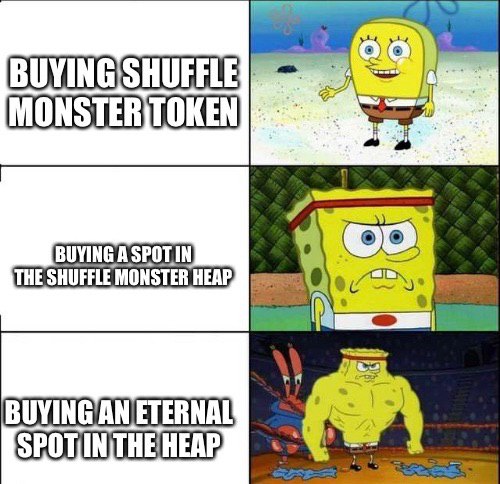 BUYING SHUFFLE
MONSTER TOKEN
BUYING A SPOT IN
THE SHUFFLE MONSTER HEAP
BUYING AN ETERNAL
SPOT IN THE HEAP